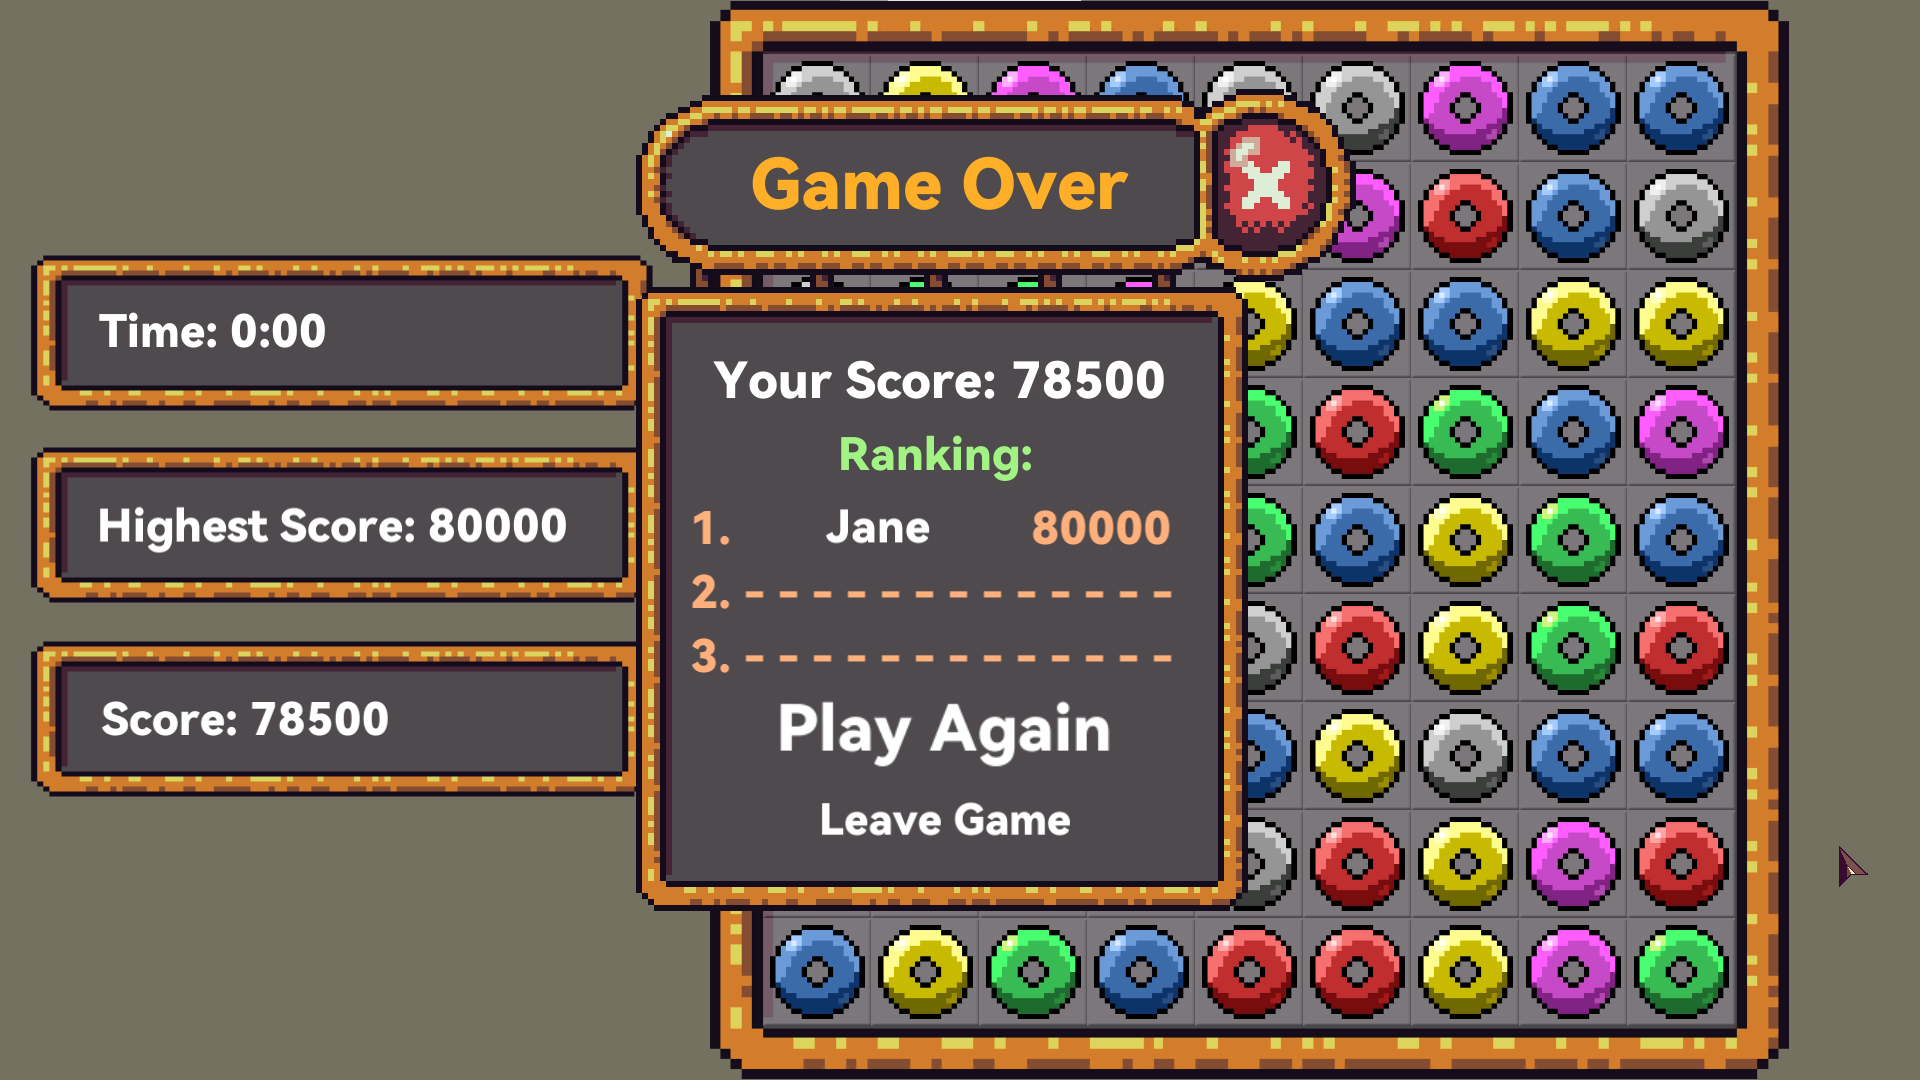 Game Over
Time: 0:00
Highest Score: 80000
Score: 78500
Your Score: 78500
Ranking:
1. Jane 80000
2. - - - - - - - - - - - - -
3. - - - - - - - - - - - - -
Play Again
Leave Game